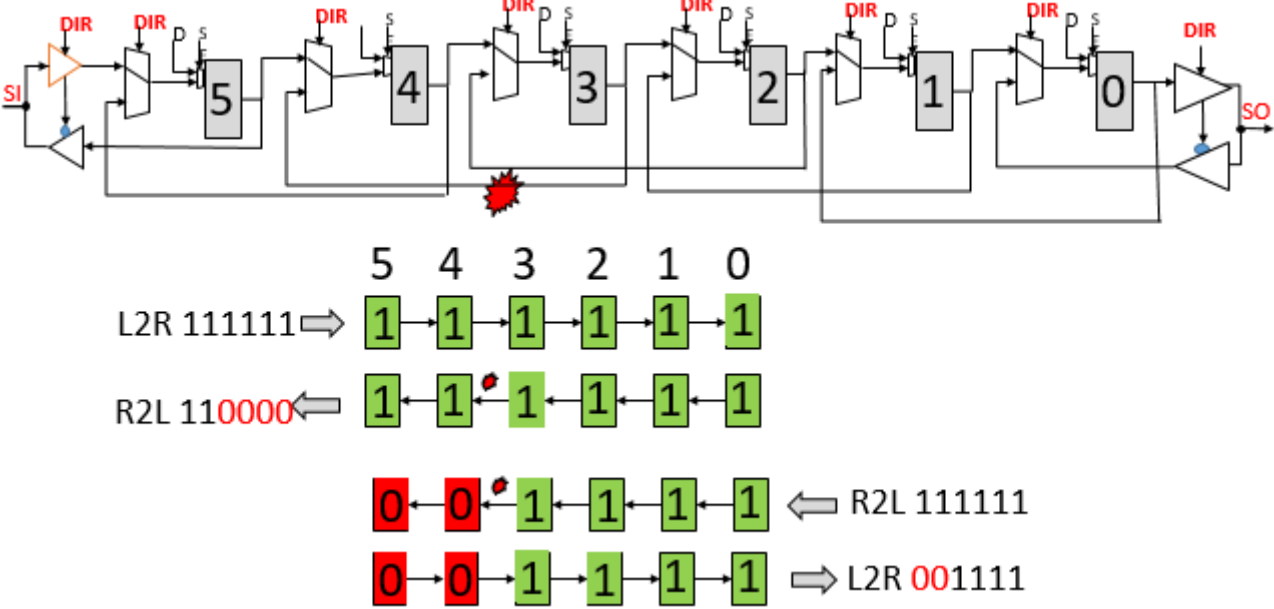 DIR DIR DIR DIR DIR DIR DIR DIR
D S E S E D S E D S E D S E D S E
SI 5 4 3 2 1 0 SO
5 4 3 2 1 0
L2R 111111 1 1 1 1 1 1
R2L 110000 1 1 1 1 1 1
0 0 1 1 1 1 R2L 111111
0 0 1 1 1 1 L2R 001111